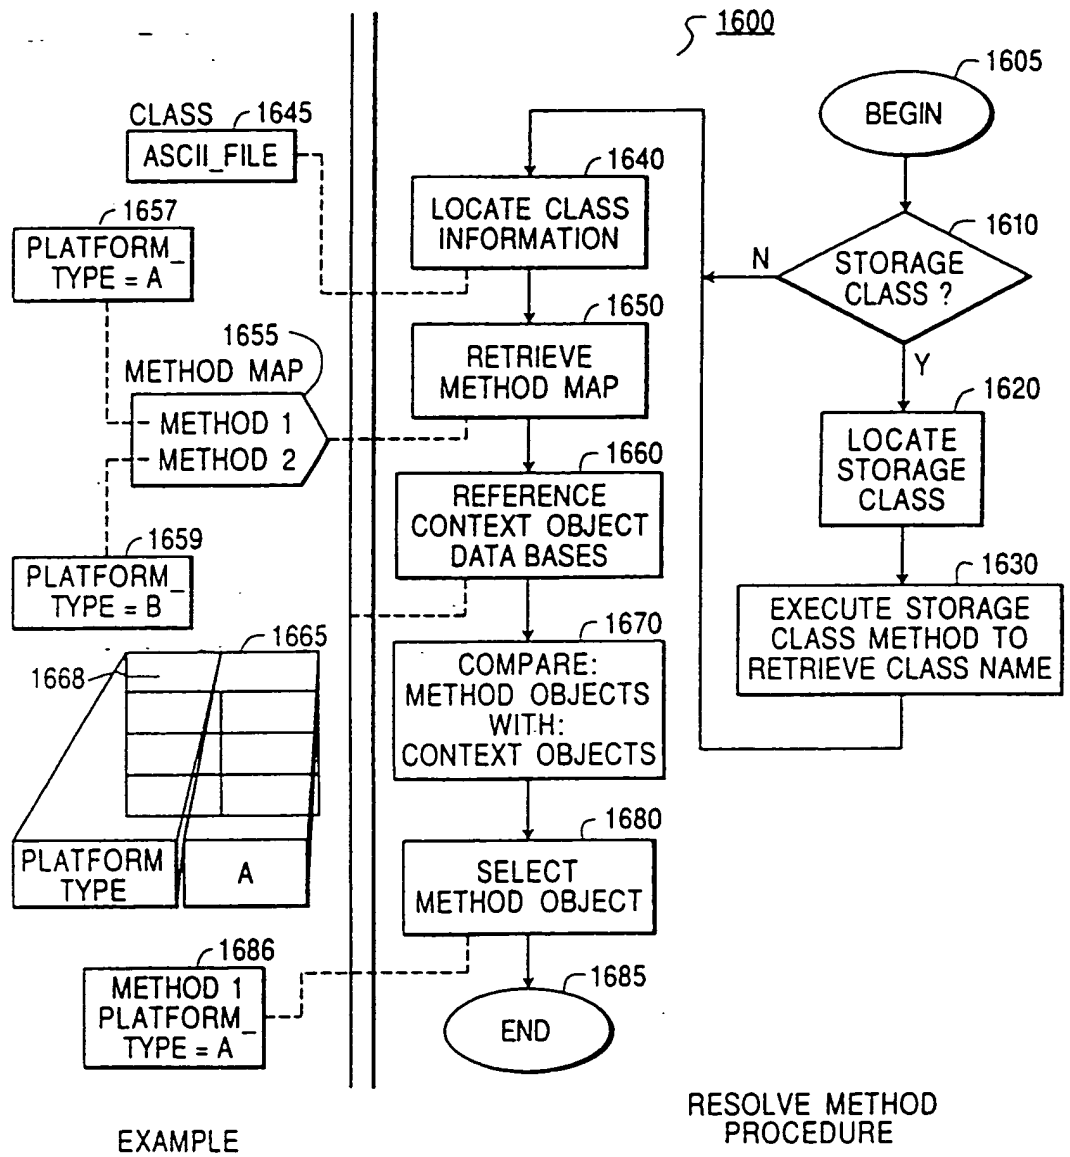 1600
1605
BEGIN
CLASS
1645
ASCII_FILE
1640
LOCATE CLASS
INFORMATION
1657
PLATFORM_
TYPE = A
1610
STORAGE
CLASS ?
N
Y
1650
RETRIEVE
METHOD MAP
1655
METHOD MAP
METHOD 1
METHOD 2
1620
LOCATE
STORAGE
CLASS
1660
REFERENCE
CONTEXT OBJECT
DATA BASES
1659
PLATFORM_
TYPE = B
1630
EXECUTE STORAGE
CLASS METHOD TO
RETRIEVE CLASS NAME
1665
1668
1670
COMPARE:
METHOD OBJECTS
WITH:
CONTEXT OBJECTS
PLATFORM
TYPE
A
1680
SELECT
METHOD OBJECT
1686
METHOD 1
PLATFORM_
TYPE = A
1685
END
EXAMPLE
RESOLVE METHOD
PROCEDURE